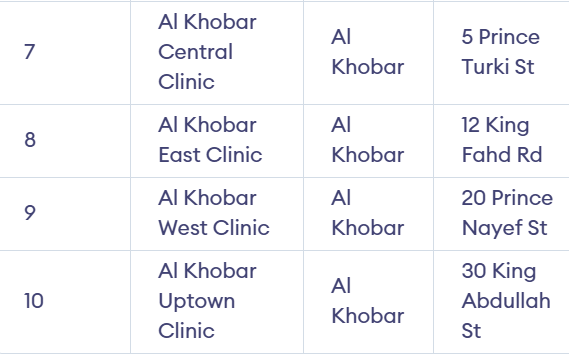 7
Al Khobar
Central
Clinic
Al
Khobar
5 Prince
Turki St
8
Al Khobar
East Clinic
Al
Khobar
12 King
Fahd Rd
9
Al Khobar
West Clinic
Al
Khobar
20 Prince
Nayef St
10
Al Khobar
Uptown
Clinic
Al
Khobar
30 King
Abdullah
St